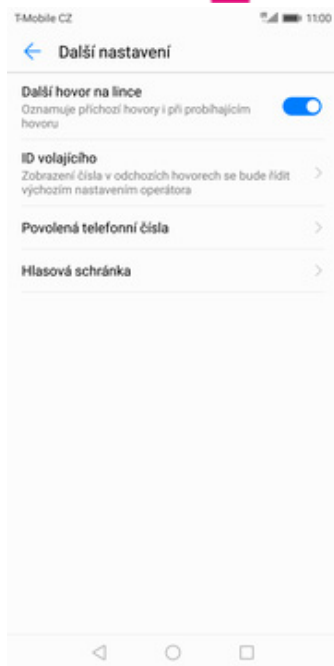 T-Mobile CZ 11:00
Další nastavení
Další hovor na lince
Oznamuje příchozí hovory i při probíhajícím
hovoru
ID volajícího
Zobrazení čísla v odchozích hovorech se bude řídit
výchozím nastavením operátora
Povolená telefonní čísla
Hlasová schránka